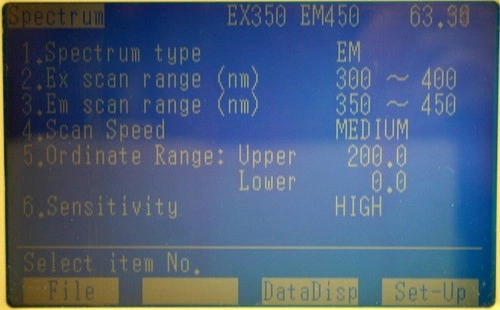 Spectrum EX350 EM450 63.30
1.Spectrum type EM
2.Ex scan range (nm) 300 ~ 400
3.Em scan range (nm) 350 ~ 450
4.Scan Speed MEDIUM
5.Ordinate Range: Upper 200.0
Lower 0.0
6.Sensitivity HIGH
Select item No.
File DataDisp Set-Up